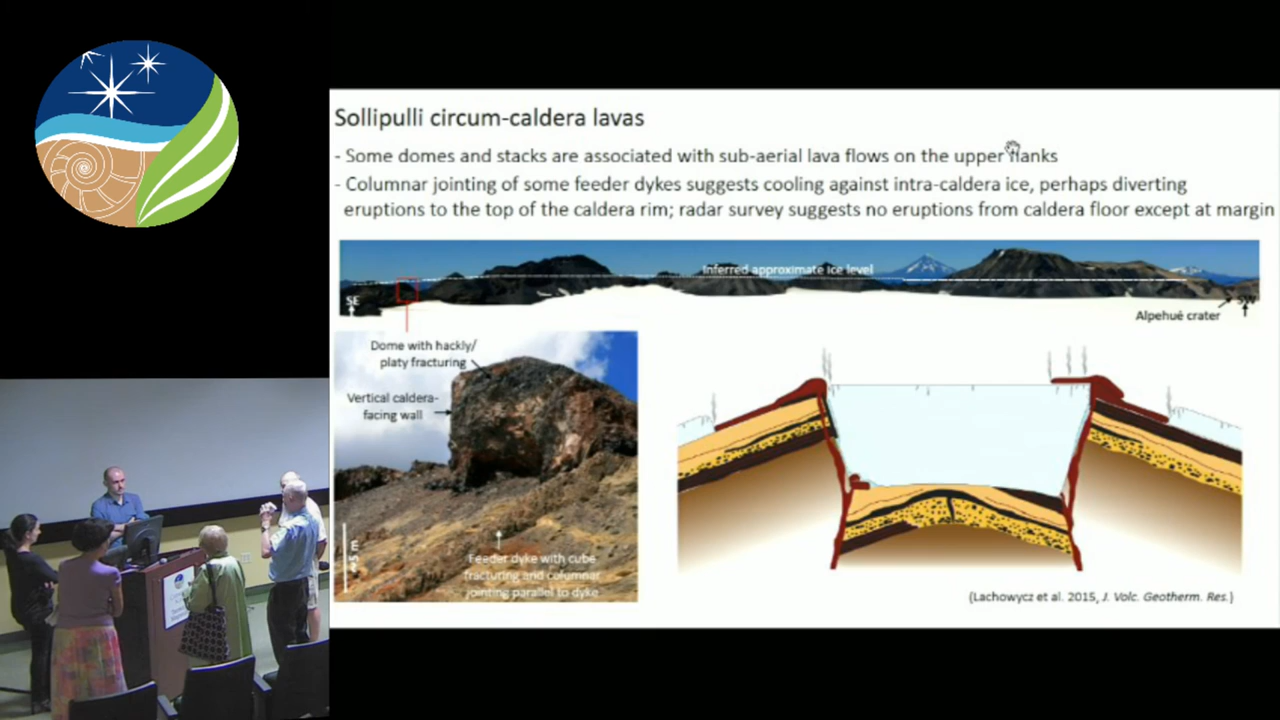 Sollipulli circum-caldera lavas
- Some domes and stacks are associated with sub-aerial lava flows on the upper flanks
- Columnar jointing of some feeder dykes suggests cooling against intra-caldera ice, perhaps diverting
eruptions to the top of the caldera rim; radar survey suggests no eruptions from caldera floor except at margin
Inferred approximate ice level
SE
SW
Alpehué crater
Dome with hackly/
platy fracturing
Vertical caldera-
facing wall
~5 m
Feeder dyke with cube
fracturing and columnar
jointing parallel to dyke
(Lachowycz et al. 2015, J. Volc. Geotherm. Res.)